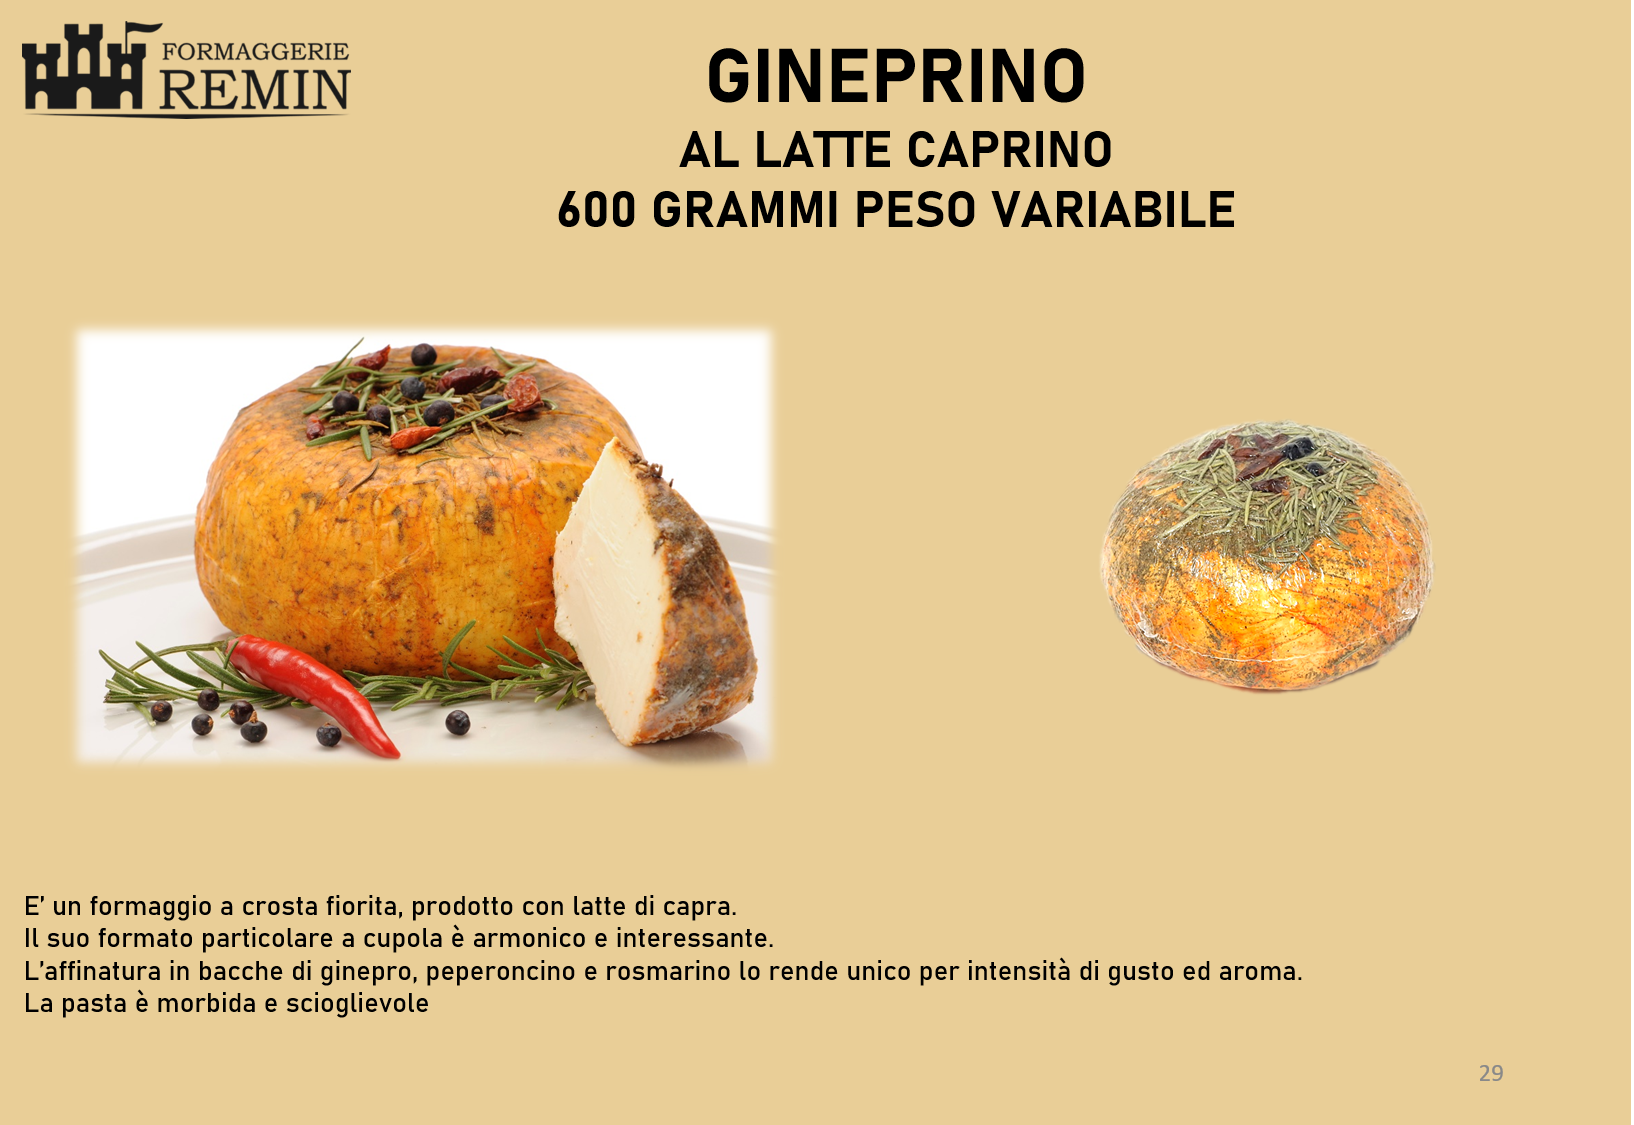 FORMAGGERIE
REMIN
GINEPRINO
AL LATTE CAPRINO
600 GRAMMI PESO VARIABILE
E’ un formaggio a crosta fiorita, prodotto con latte di capra.
Il suo formato particolare a cupola è armonico e interessante.
L’affinatura in bacche di ginepro, peperoncino e rosmarino lo rende unico per intensità di gusto ed aroma.
La pasta è morbida e scioglievole
29